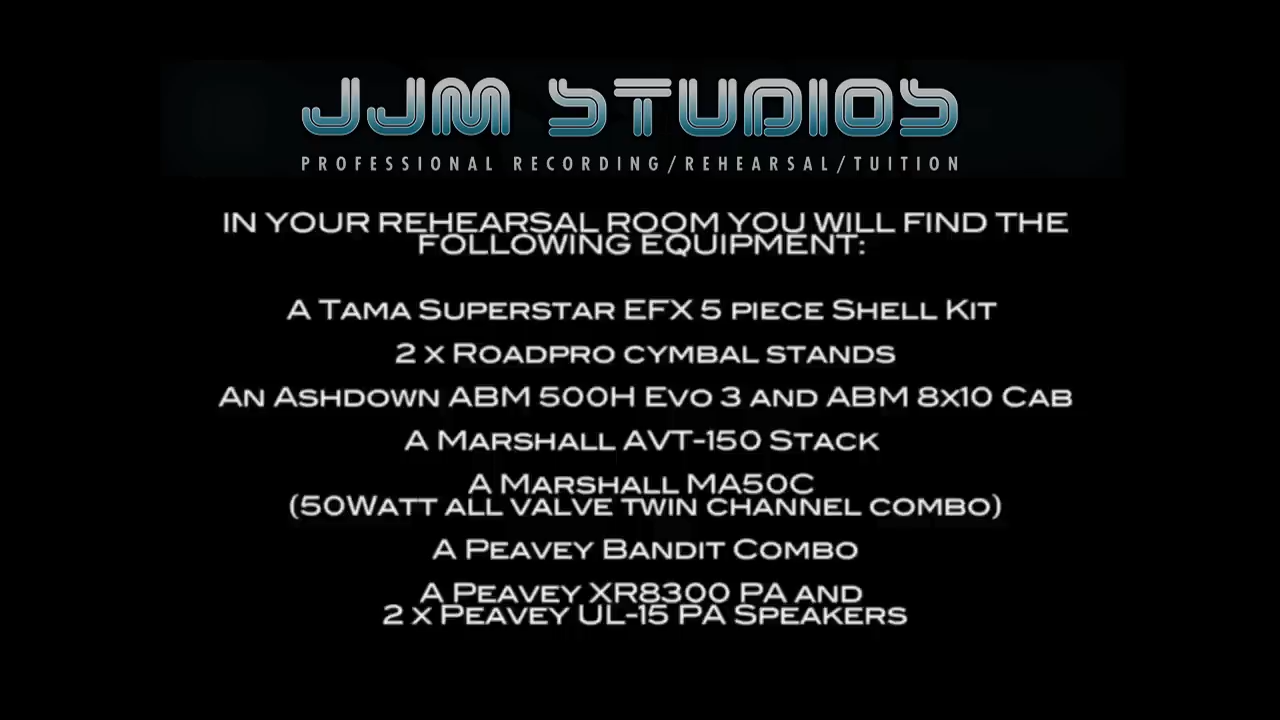 JJM STUDIOS
PROFESSIONAL RECORDING/REHEARSAL/TUITION
IN YOUR REHEARSAL ROOM YOU WILL FIND THE
FOLLOWING EQUIPMENT:
A TAMA SUPERSTAR EFX 5 PIECE SHELL KIT
2 X ROADPRO CYMBAL STANDS
AN ASHDOWN ABM 500H EVO 3 AND ABM 8X10 CAB
A MARSHALL AVT-150 STACK
A MARSHALL MA50C
(50WATT ALL VALVE TWIN CHANNEL COMBO)
A PEAVEY BANDIT COMBO
A PEAVEY XR8300 PA AND
2 X PEAVEY UL-15 PA SPEAKERS